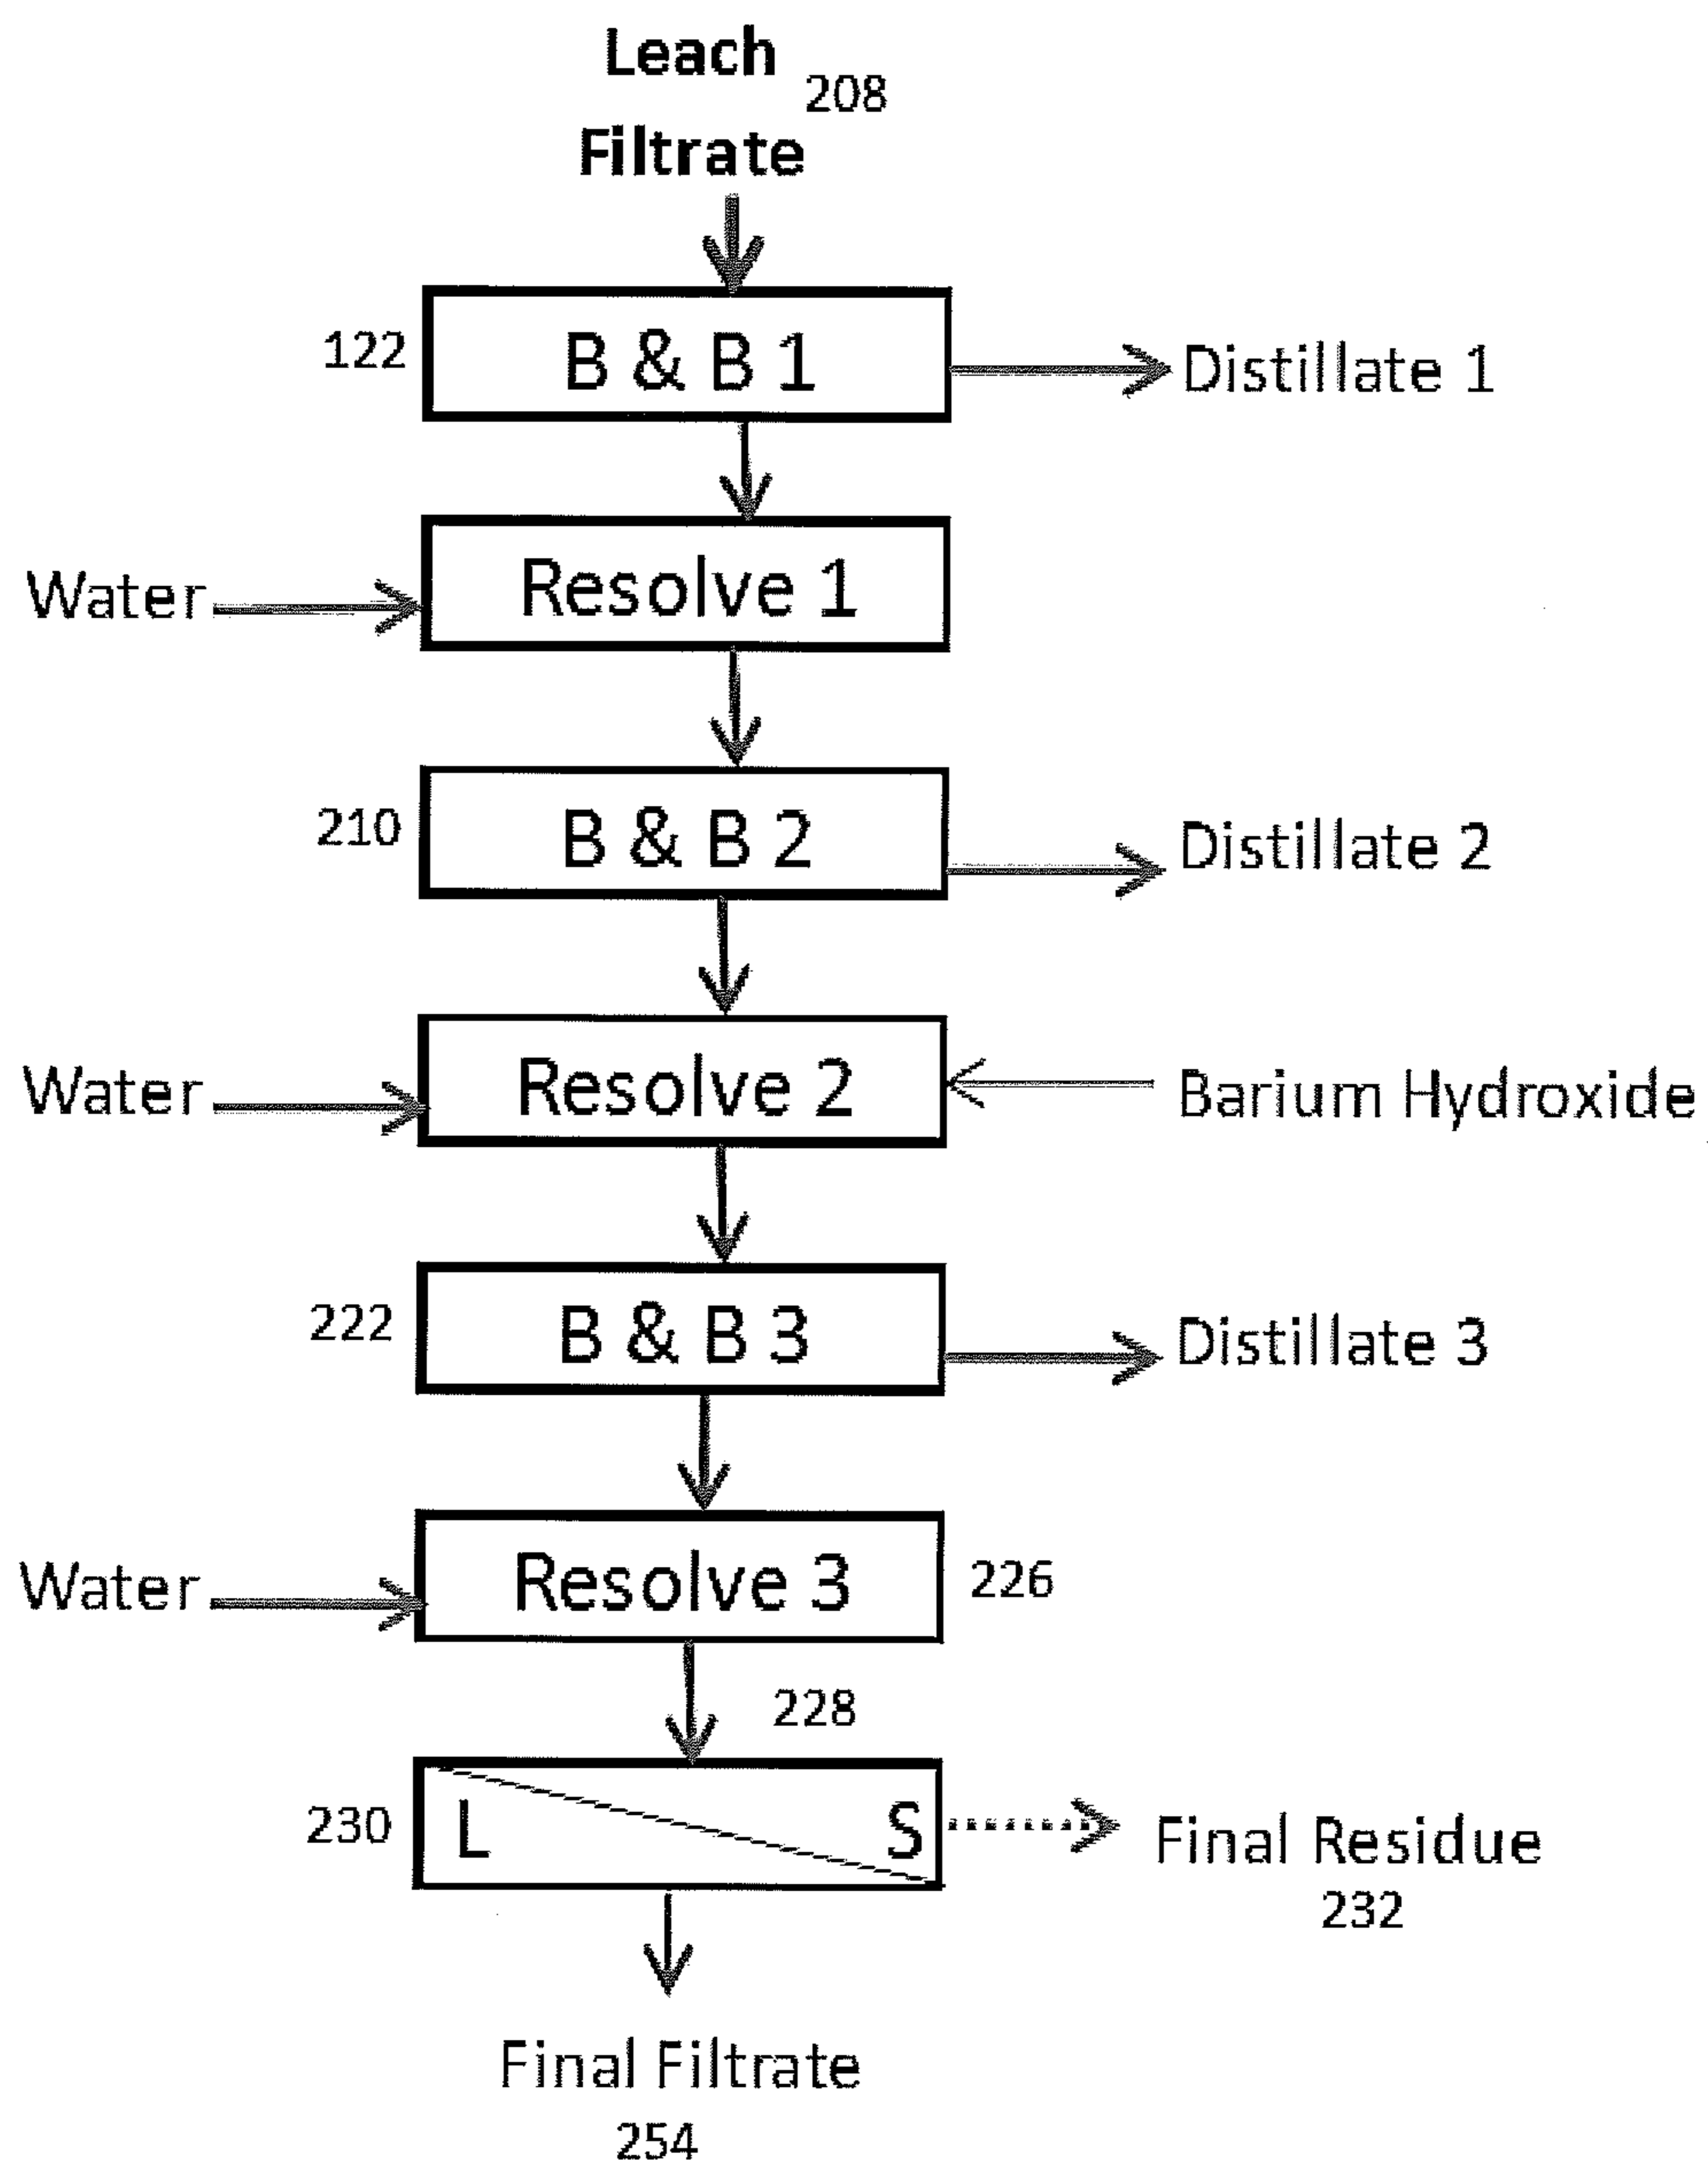 Leach
208
Filtrate
122
B & B 1
Distillate 1
Water
Resolve 1
210
B & B 2
Distillate 2
Water
Resolve 2
Barium Hydroxide
222
B & B 3
Distillate 3
Water
Resolve 3
226
228
230
L
S
Final Residue
232
Final Filtrate
254